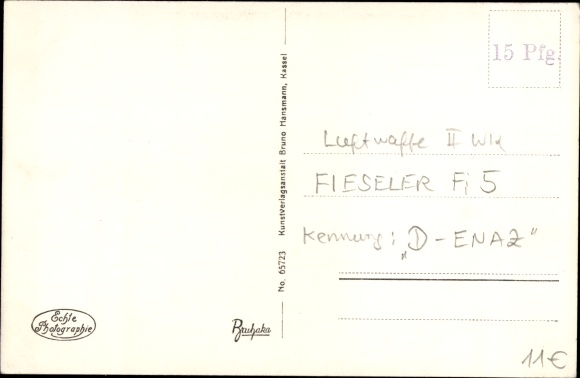 15 Pfg.
Luftwaffe II Wk
FIESELER Fi 5
Kennung: „D - ENAZ"
No. 65723 Kunstverlagsanstalt Bruno Hansmann, Kassel
Echte
Photographie
Bruhaka
11€